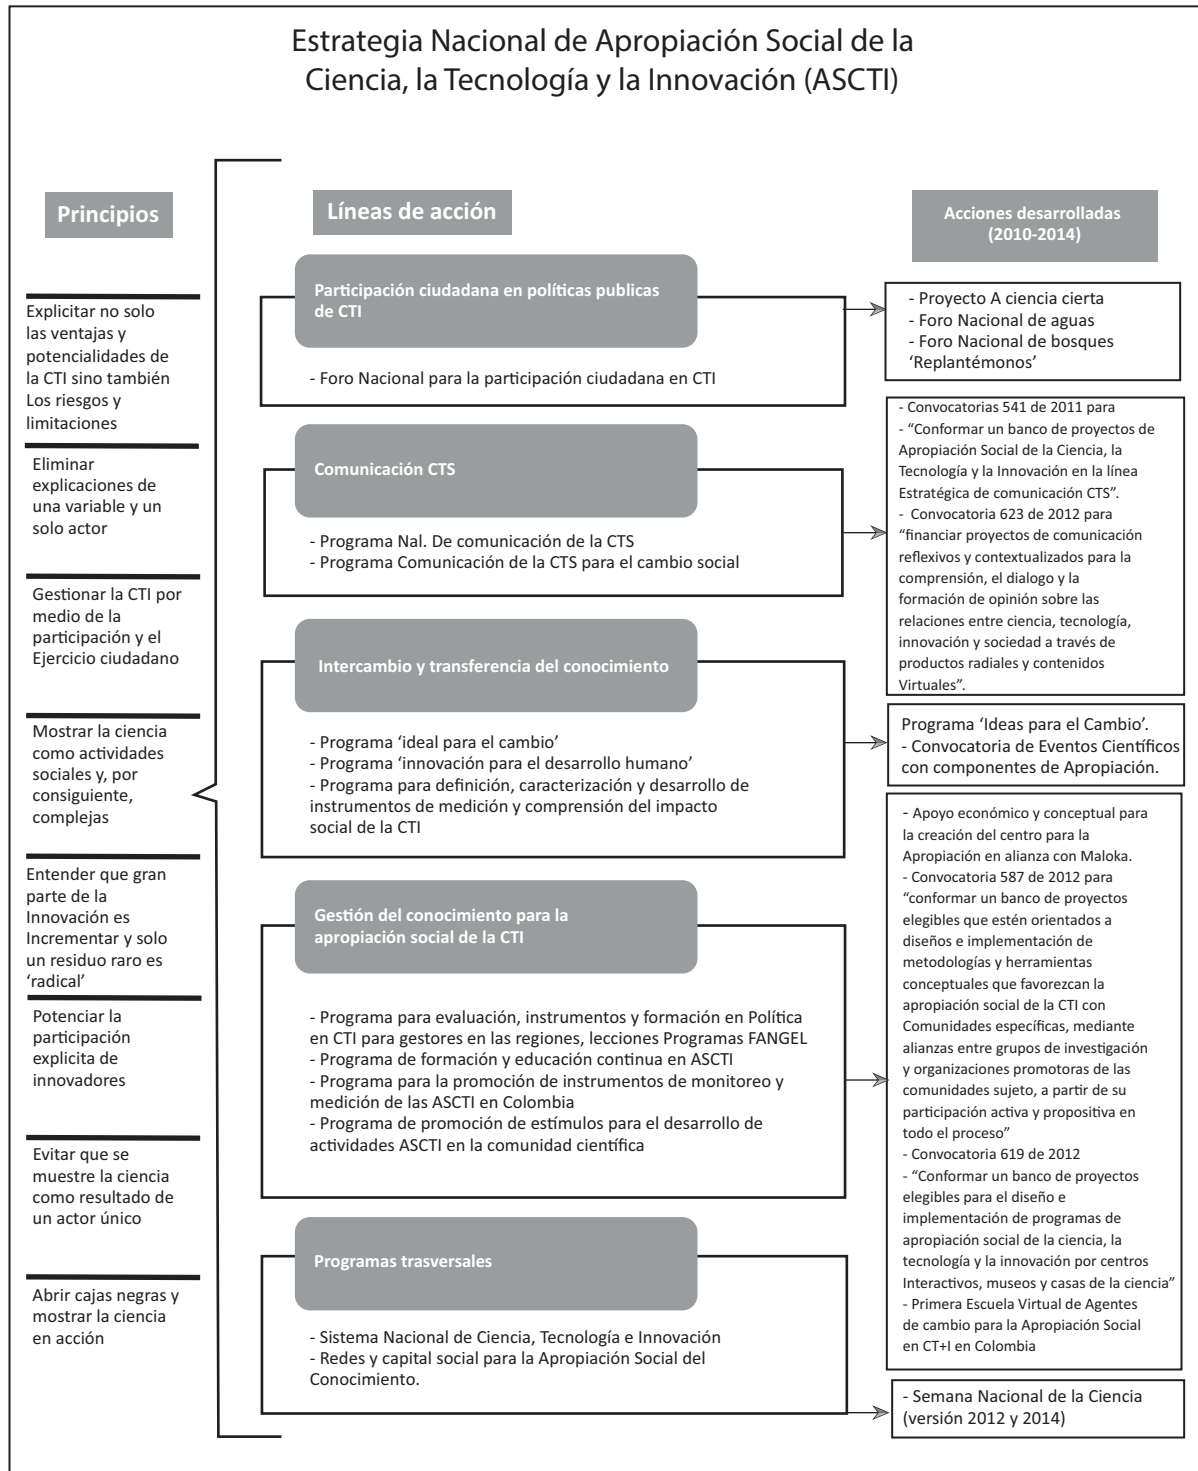 Estrategia Nacional de Apropiación Social de la
Ciencia, la Tecnología y la Innovación (ASCTI)
Principios
Explicitar no solo
las ventajas y
potencialidades de
la CTI sino también
Los riesgos y
limitaciones
Eliminar
explicaciones de
una variable y un
solo actor
Gestionar la CTI por
medio de la
participación y el
Ejercicio ciudadano
Mostrar la ciencia
como actividades
sociales y, por
consiguiente,
complejas
Entender que gran
parte de la
Innovación es
Incrementar y solo
un residuo raro es
‘radical’
Potenciar la
participación
explicita de
innovadores
Evitar que se
muestre la ciencia
como resultado de
un actor único
Abrir cajas negras y
mostrar la ciencia
en acción
Líneas de acción
Participación ciudadana en políticas publicas
de CTI
- Foro Nacional para la participación ciudadana en CTI
Comunicación CTS
- Programa Nal. De comunicación de la CTS
- Programa Comunicación de la CTS para el cambio social
Intercambio y transferencia del conocimiento
- Programa ‘ideal para el cambio’
- Programa ‘innovación para el desarrollo humano’
- Programa para definición, caracterización y desarrollo de
instrumentos de medición y comprensión del impacto
social de la CTI
Gestión del conocimiento para la
apropiación social de la CTI
- Programa para evaluación, instrumentos y formación en Política
en CTI para gestores en las regiones, lecciones Programas FANGEL
- Programa de formación y educación continua en ASCTI
- Programa para la promoción de instrumentos de monitoreo y
medición de las ASCTI en Colombia
- Programa de promoción de estímulos para el desarrollo de
actividades ASCTI en la comunidad científica
Programas trasversales
- Sistema Nacional de Ciencia, Tecnología e Innovación
- Redes y capital social para la Apropiación Social del
Conocimiento.
Acciones desarrolladas
(2010-2014)
- Proyecto A ciencia cierta
- Foro Nacional de aguas
- Foro Nacional de bosques
‘Replantémonos’
- Convocatorias 541 de 2011 para
- “Conformar un banco de proyectos de
Apropiación Social de la Ciencia, la
Tecnología y la Innovación en la línea
Estratégica de comunicación CTS”.
- Convocatoria 623 de 2012 para
“financiar proyectos de comunicación
reflexivos y contextualizados para la
comprensión, el dialogo y la
formación de opinión sobre las
relaciones entre ciencia, tecnología,
innovación y sociedad a través de
productos radiales y contenidos
Virtuales”.
Programa ‘Ideas para el Cambio’.
- Convocatoria de Eventos Científicos
con componentes de Apropiación.
- Apoyo económico y conceptual para
la creación del centro para la
Apropiación en alianza con Maloka.
- Convocatoria 587 de 2012 para
“conformar un banco de proyectos
elegibles que estén orientados a
diseños e implementación de
metodologías y herramientas
conceptuales que favorezcan la
apropiación social de la CTI con
Comunidades específicas, mediante
alianzas entre grupos de investigación
y organizaciones promotoras de las
comunidades sujeto, a partir de su
participación activa y propositiva en
todo el proceso”
- Convocatoria 619 de 2012
- “Conformar un banco de proyectos
elegibles para el diseño e
implementación de programas de
apropiación social de la ciencia, la
tecnología y la innovación por centros
Interactivos, museos y casas de la ciencia”
- Primera Escuela Virtual de Agentes
de cambio para la Apropiación Social
en CT+I en Colombia
- Semana Nacional de la Ciencia
(versión 2012 y 2014)